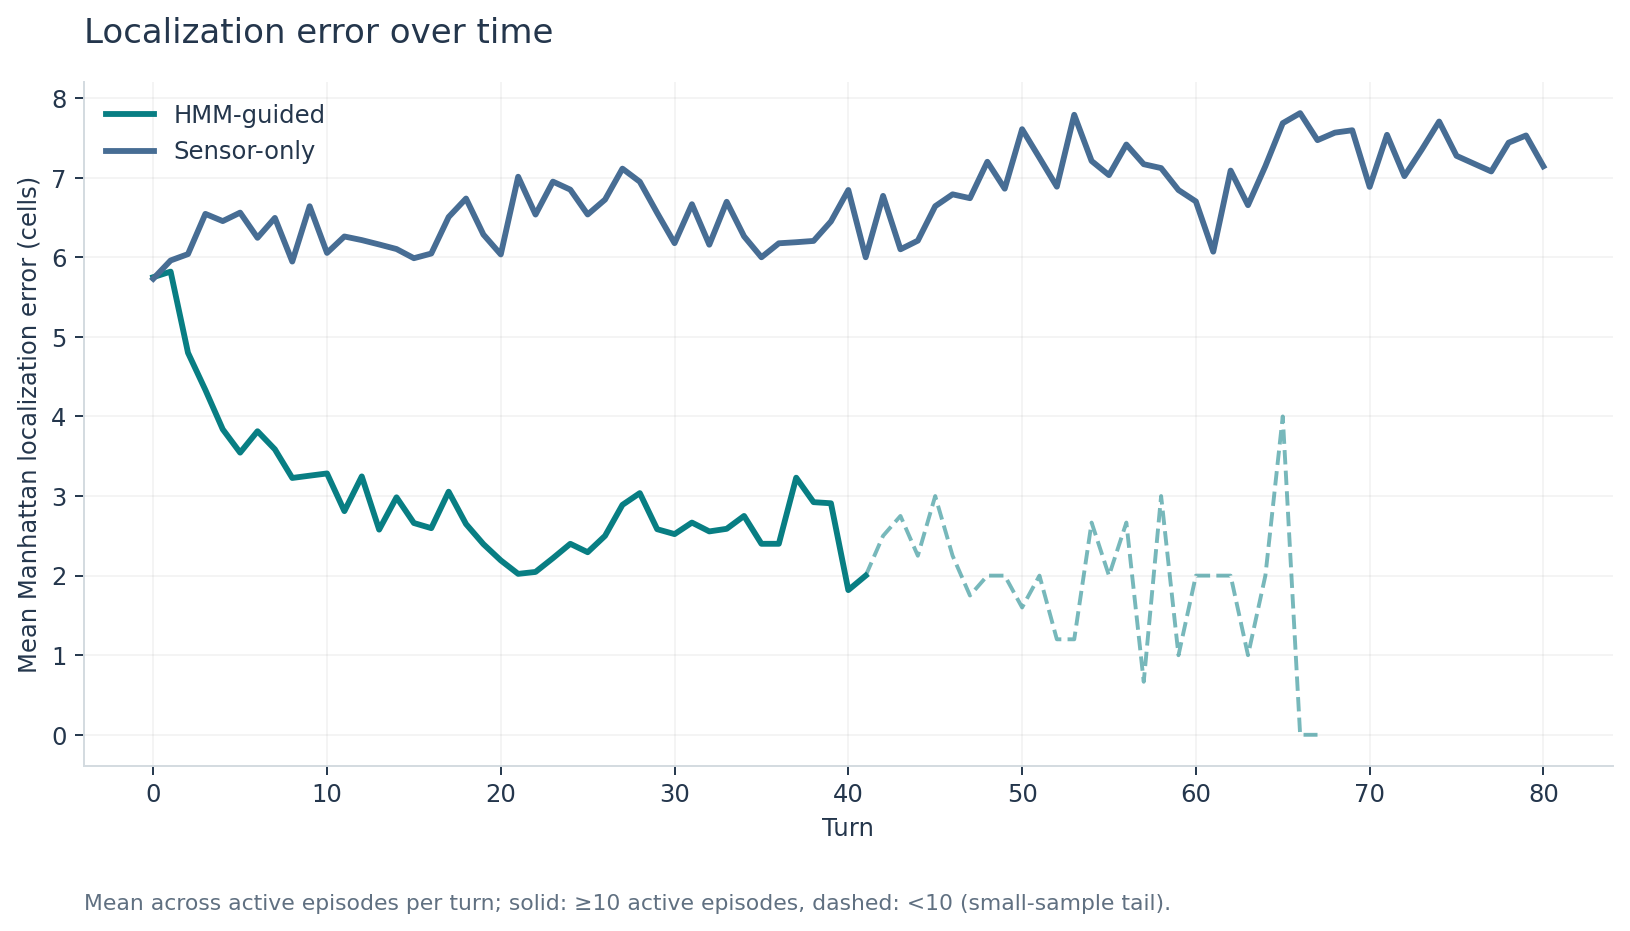 Localization error over time
HMM-guided
Sensor-only
Mean Manhattan localization error (cells)
8
7
6
5
4
3
2
1
0
0 10 20 30 40 50 60 70 80
Turn
Mean across active episodes per turn; solid: ≥10 active episodes, dashed: <10 (small-sample tail).